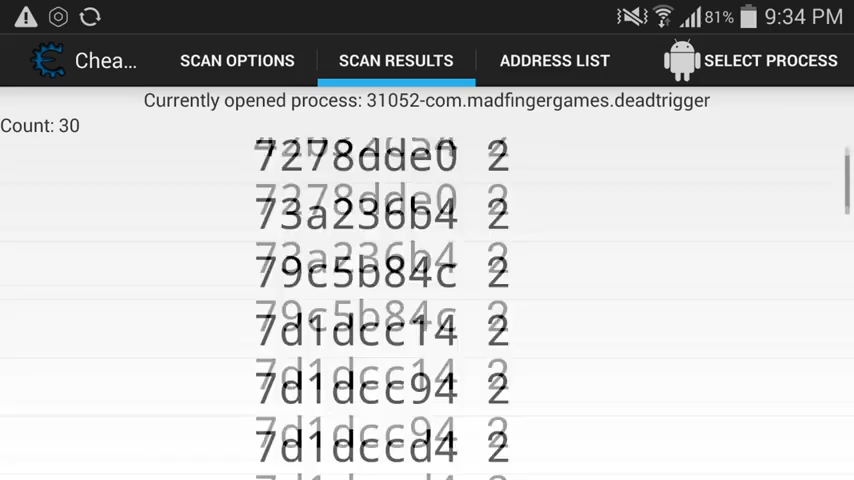 81% 9:34 PM
Chea... SCAN OPTIONS SCAN RESULTS ADDRESS LIST SELECT PROCESS
Currently opened process: 31052-com.madfingergames.deadtrigger
Count: 30
7278dde0 2
73a236b4 2
79c5b84c 2
7d1dcc14 2
7d1dcc94 2
7d1dccd4 2